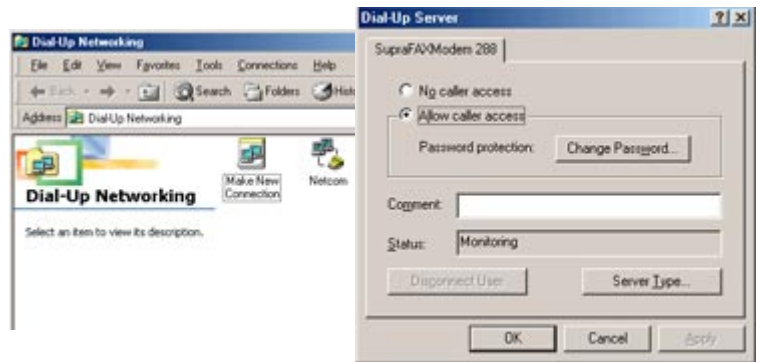 Dial-Up Networking
File Edit View Favorites Tools Connections Help
Back Search Folders Hist
Address Dial-Up Networking
Make New
Connection
Netcom
Dial-Up Networking
Select an item to view its description.
Dial-Up Server
SupraFAXModem 288
No caller access
Allow caller access
Password protection: Change Password...
Comment:
Status: Monitoring
Disconnect User Server Type...
OK Cancel Apply